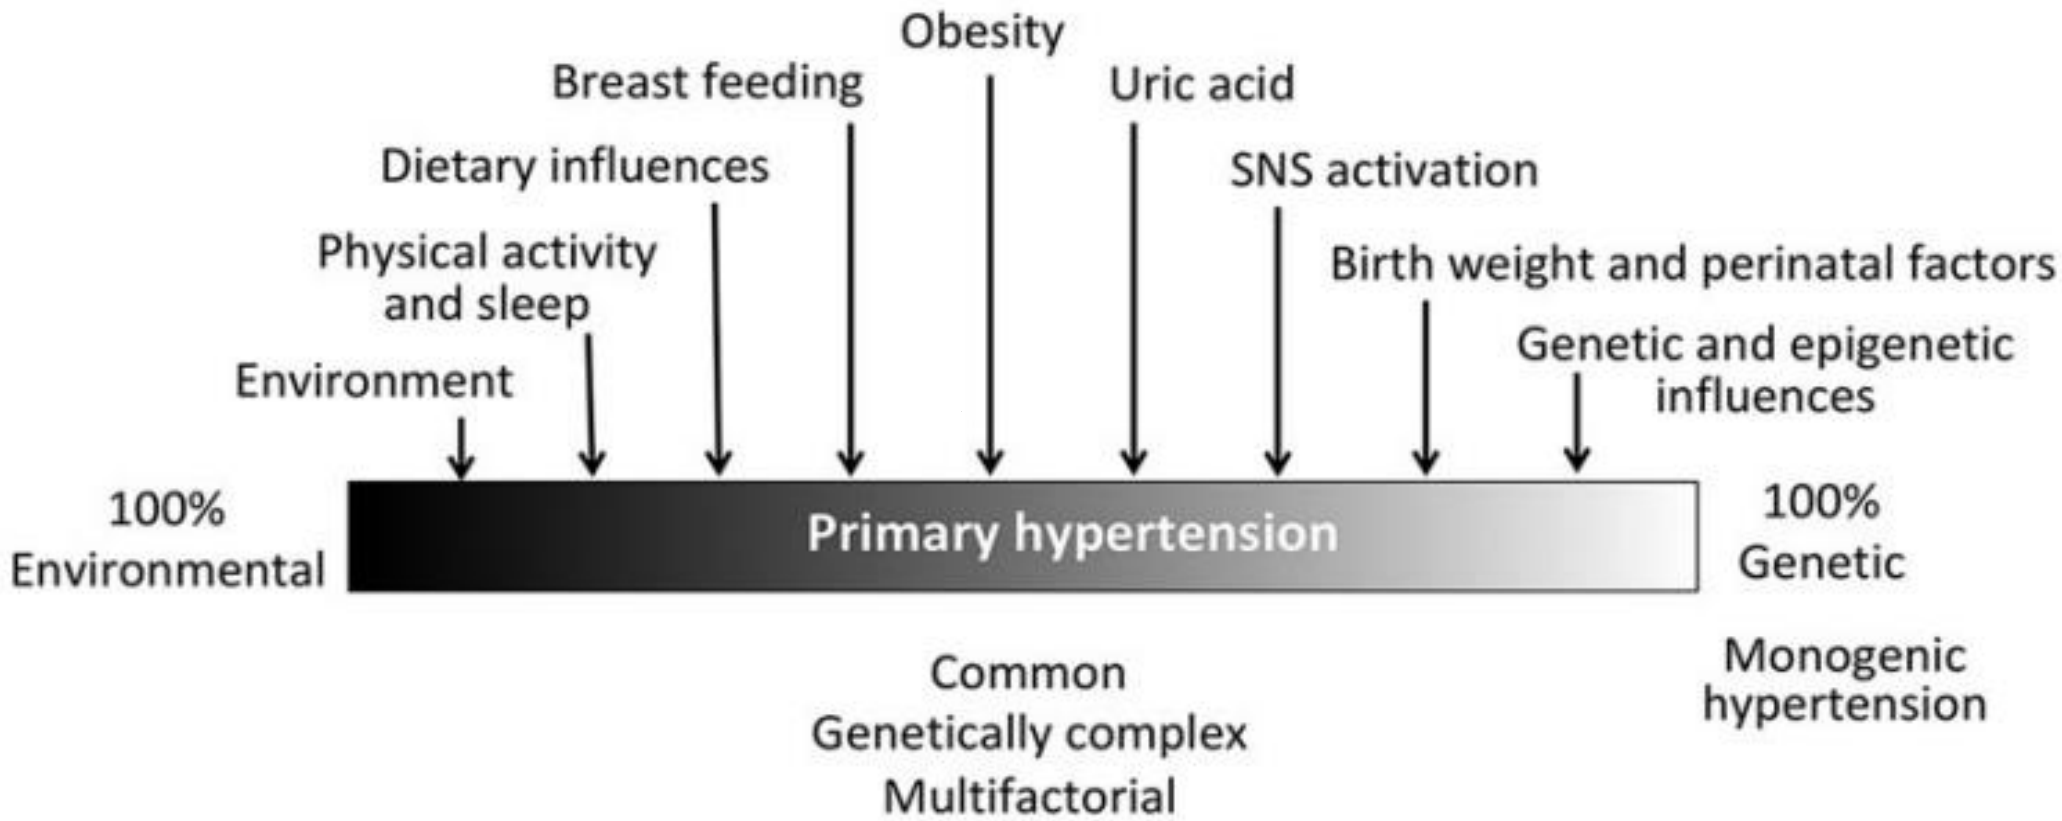 Obesity
Breast feeding
Uric acid
Dietary influences
SNS activation
Physical activity
and sleep
Birth weight and perinatal factors
Genetic and epigenetic
influences
Environment
100%
Environmental
Primary hypertension
100%
Genetic
Monogenic
hypertension
Common
Genetically complex
Multifactorial